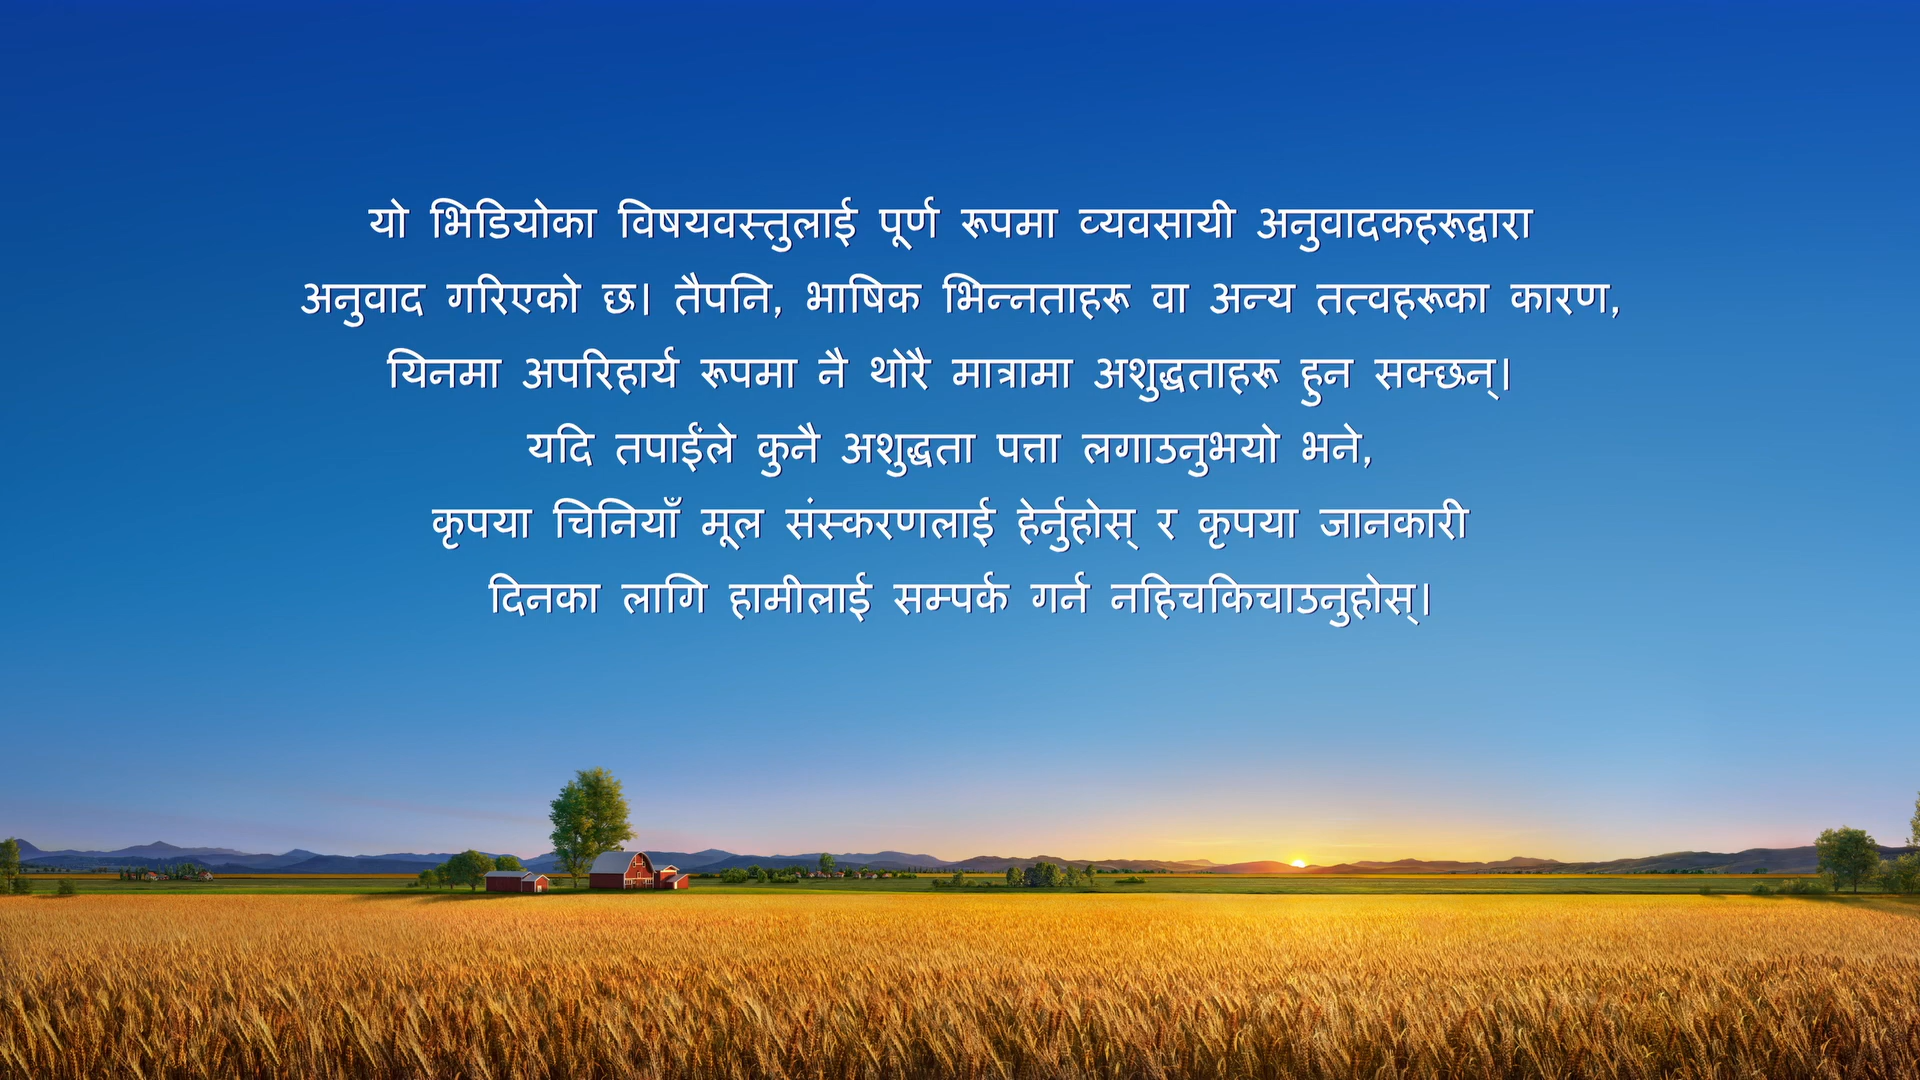 यो भिडियोका विषयवस्तुलाई पूर्ण रूपमा व्यवसायी अनुवादकहरूद्वारा
अनुवाद गरिएको छ। तैपनि, भाषिक भिन्नताहरू वा अन्य तत्वहरूका कारण,
यिनमा अपरिहार्य रूपमा नै थोरै मात्रामा अशुद्धताहरू हुन सक्छन्।
यदि तपाईंले कुनै अशुद्धता पत्ता लगाउनुभयो भने,
कृपया चिनियाँ मूल संस्करणलाई हेर्नुहोस् र कृपया जानकारी
दिनका लागि हामीलाई सम्पर्क गर्न नहिचकिचाउनुहोस्।